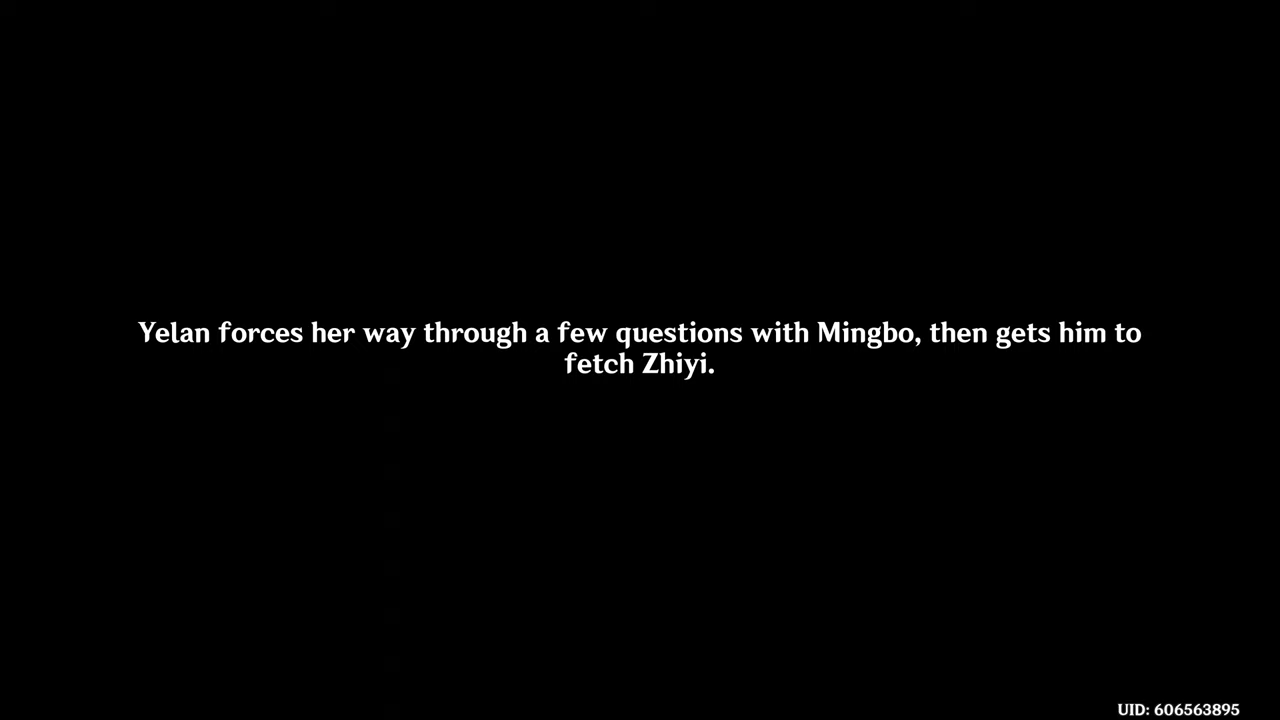 Yelan forces her way through a few questions with Mingbo, then gets him to
fetch Zhiyi.
UID: 606563895